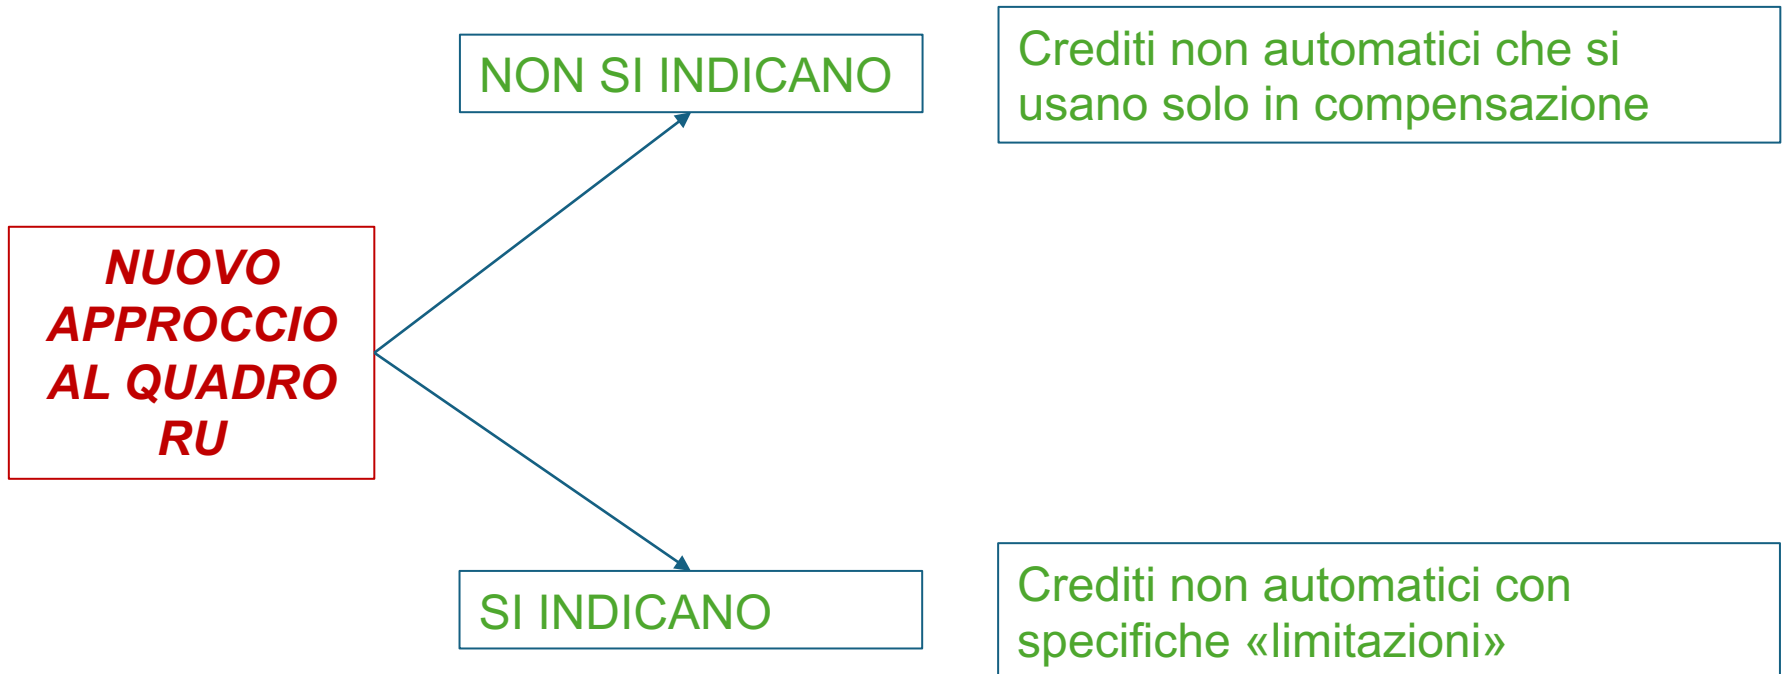 NON SI INDICANO
Crediti non automatici che si
usano solo in compensazione
NUOVO
APPROCCIO
AL QUADRO
RU
SI INDICANO
Crediti non automatici con
specifiche «limitazioni»